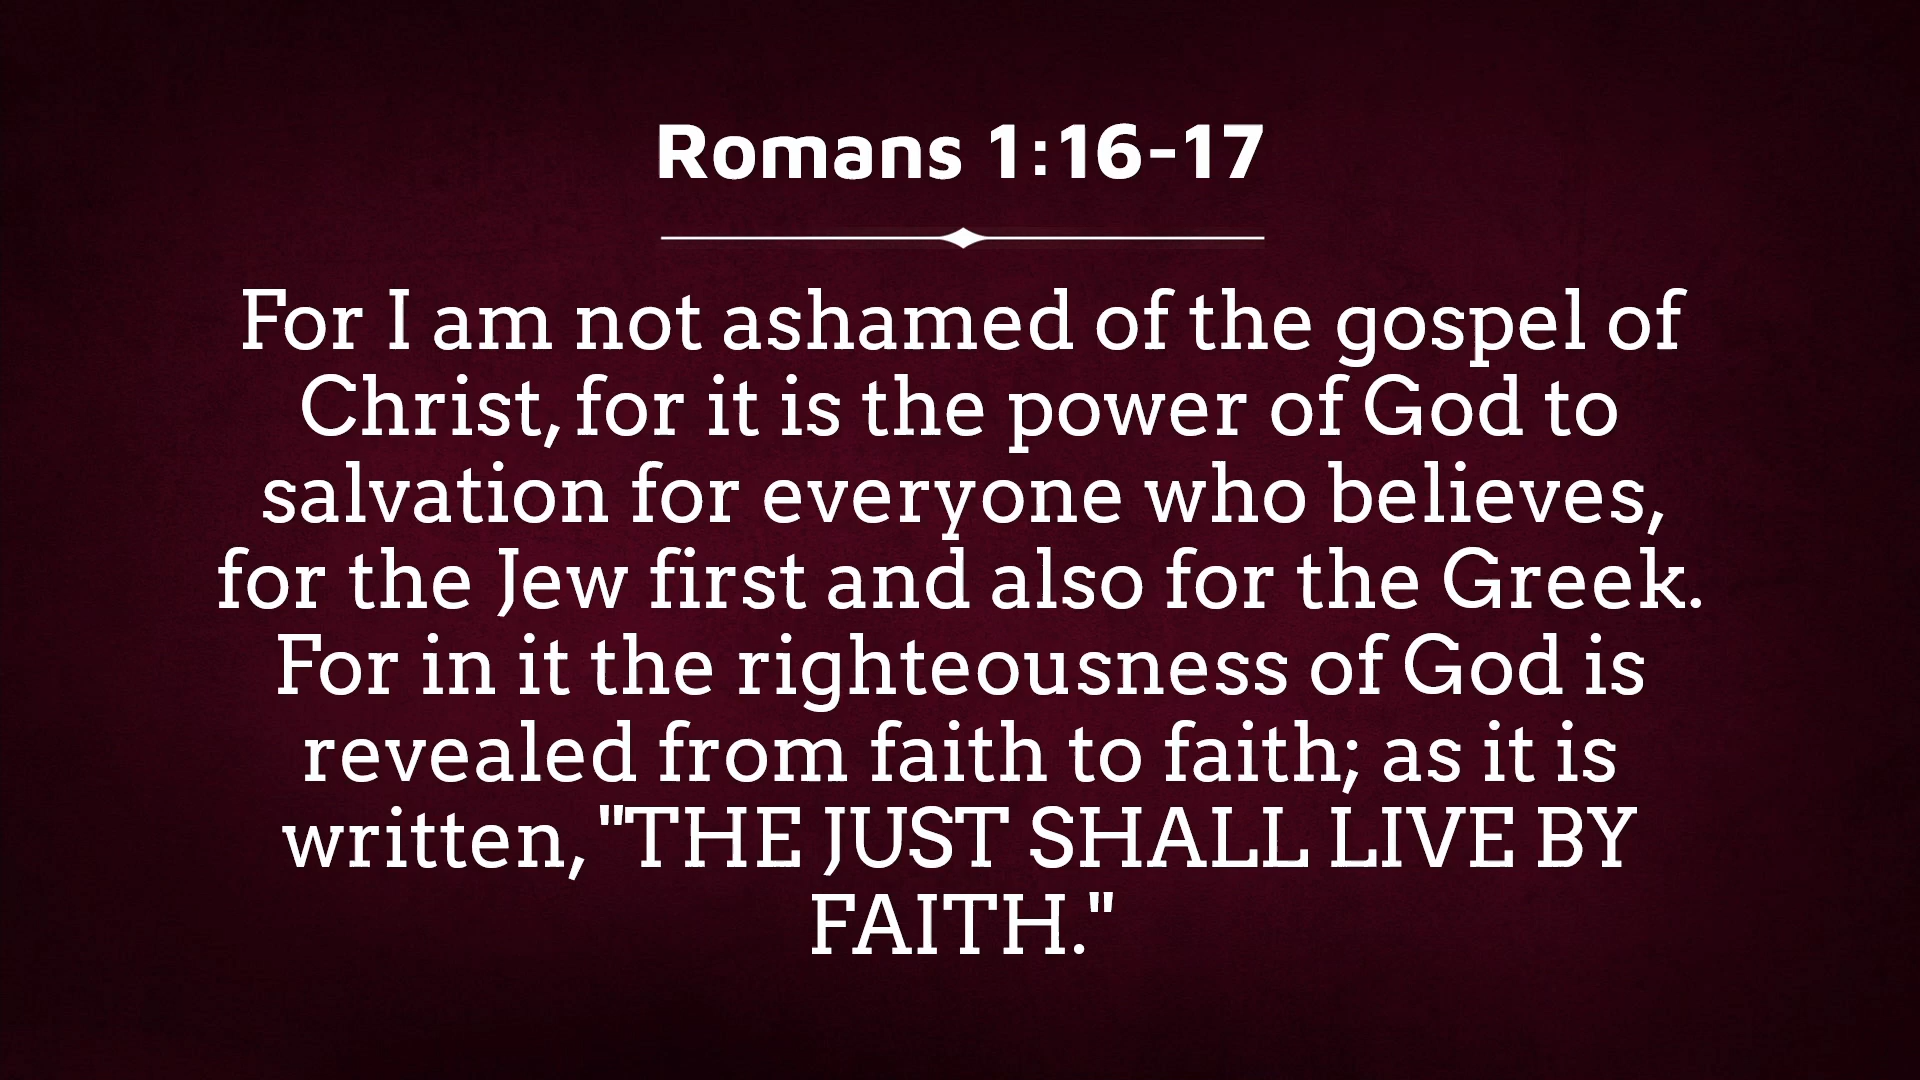 Romans 1:16-17
For I am not ashamed of the gospel of
Christ, for it is the power of God to
salvation for everyone who believes,
for the Jew first and also for the Greek.
For in it the righteousness of God is
revealed from faith to faith; as it is
written, "THE JUST SHALL LIVE BY
FAITH."